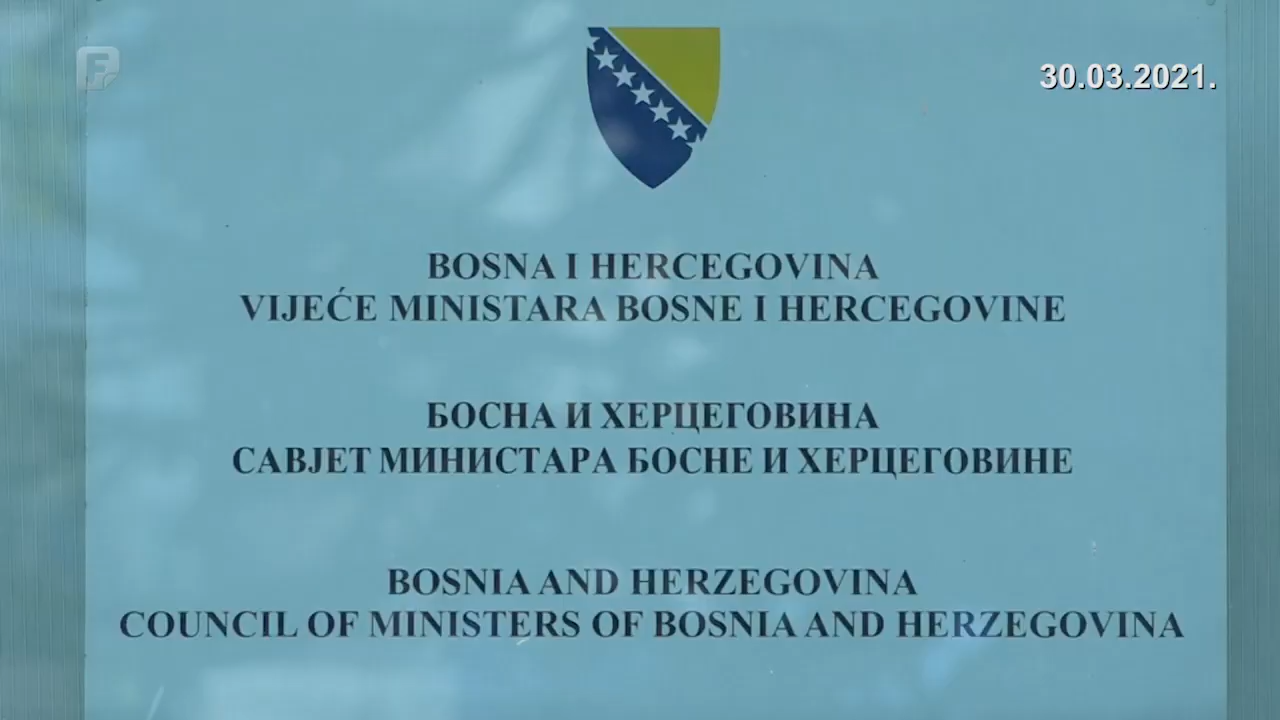 F
30.03.2021.
BOSNA I HERCEGOVINA
VIJEĆE MINISTARA BOSNE I HERCEGOVINE
БОСНА И ХЕРЦЕГОВИНА
САВЈЕТ МИНИСТАРА БОСНЕ И ХЕРЦЕГОВИНЕ
BOSNIA AND HERZEGOVINA
COUNCIL OF MINISTERS OF BOSNIA AND HERZEGOVINA